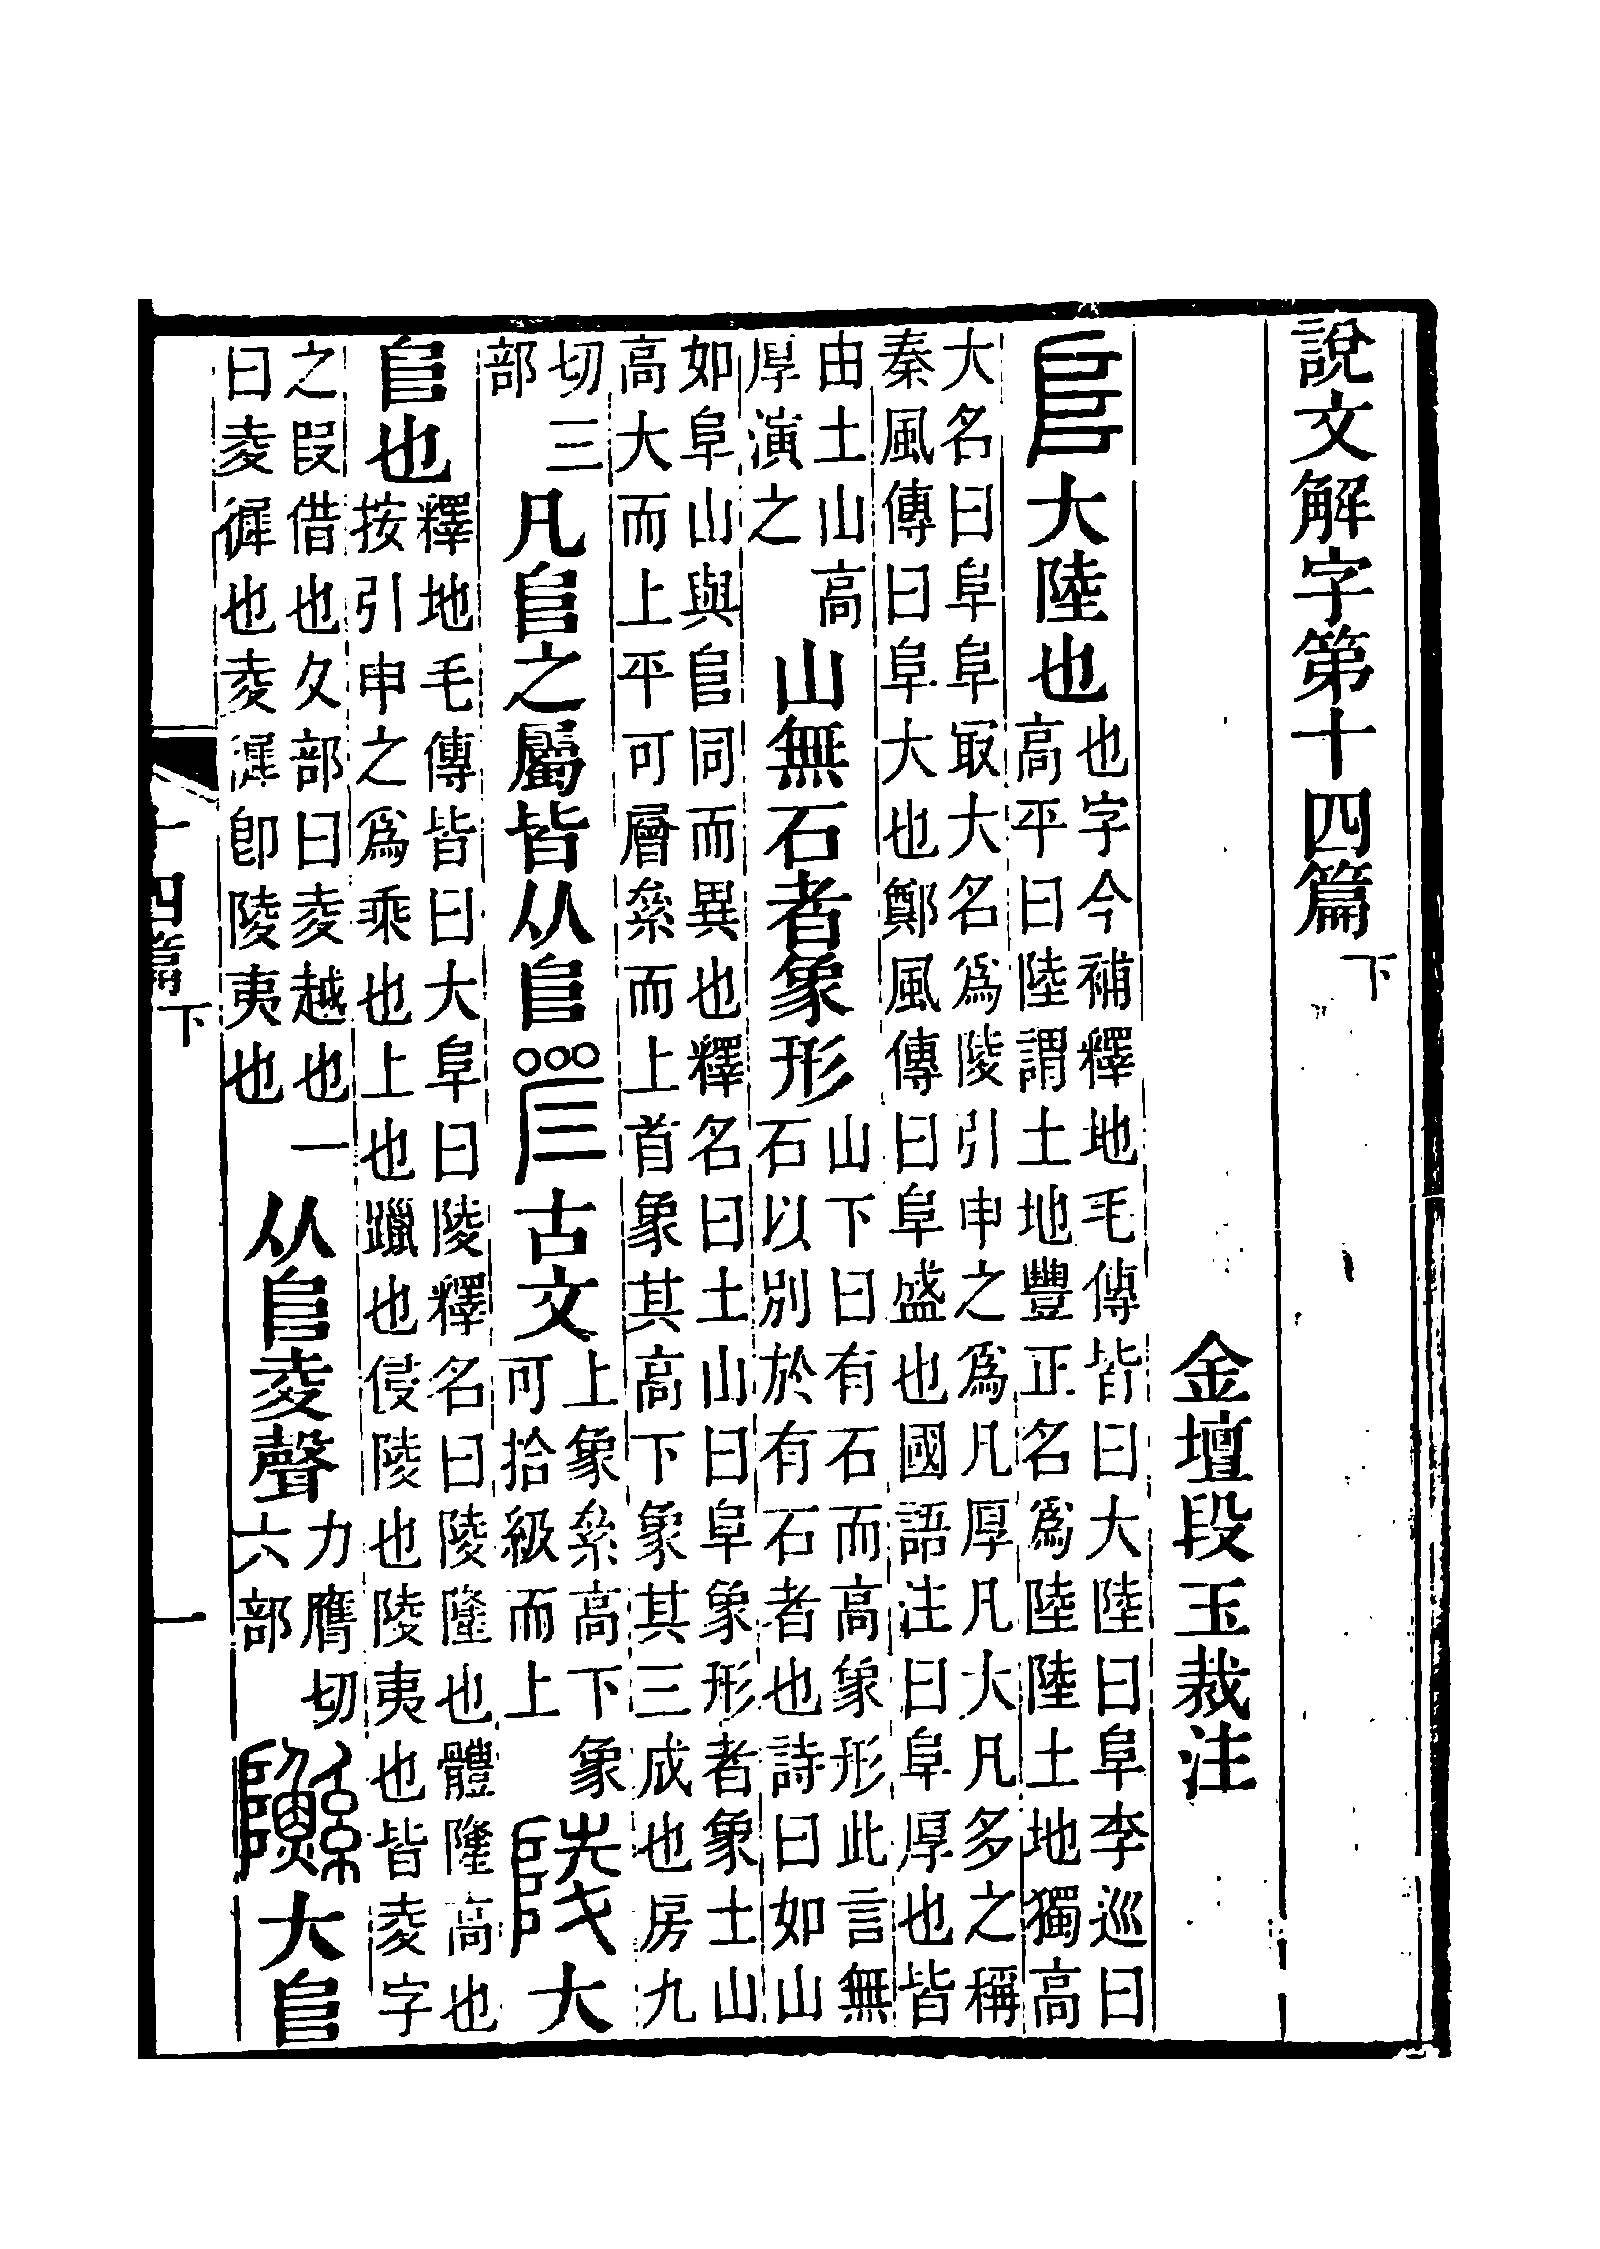 說文解字第十四篇下
金壇段玉裁注
𨸏大陸也
也字今補釋地毛傳皆曰大陸曰阜李巡曰
高平曰陸謂土地豐正名爲陸陸土地獨高
大名曰阜阜冣大名爲陵引申之爲凡厚凡大凡多之稱
秦風傳曰阜大也鄭風傳曰阜盛也國語注曰阜厚也皆
由土山高
厚演之
山無石者象形
山下曰有石而高象形此言無
石以別於有石者也詩曰如山
如阜山與𨸏同而異也釋名曰土山曰阜象形者象土山
高大而上平可層絫而上首象其高下象其三成也房九
切三
部
凡𨸏之屬皆从𨸏
古文
上象絫高下象
可拾級而上
陵大
𨸏也
釋地毛傳皆曰大阜曰陵釋名曰陵隆也體隆高也
按引申之爲乘也上也躐也侵陵也陵夷也皆夌字
之叚借也夂部曰夌越也一
曰夌徲也夌遟卽陵夷也
从𨸏夌聲
力膺切
六部
大𨸏
十四篇下
一